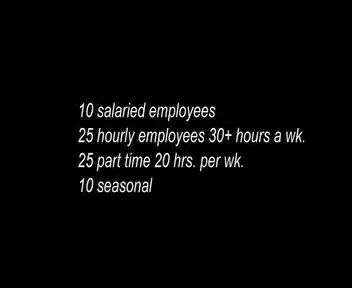 10 salaried employees
25 hourly employees 30+ hours a wk.
25 part time 20 hrs. per wk.
10 seasonal